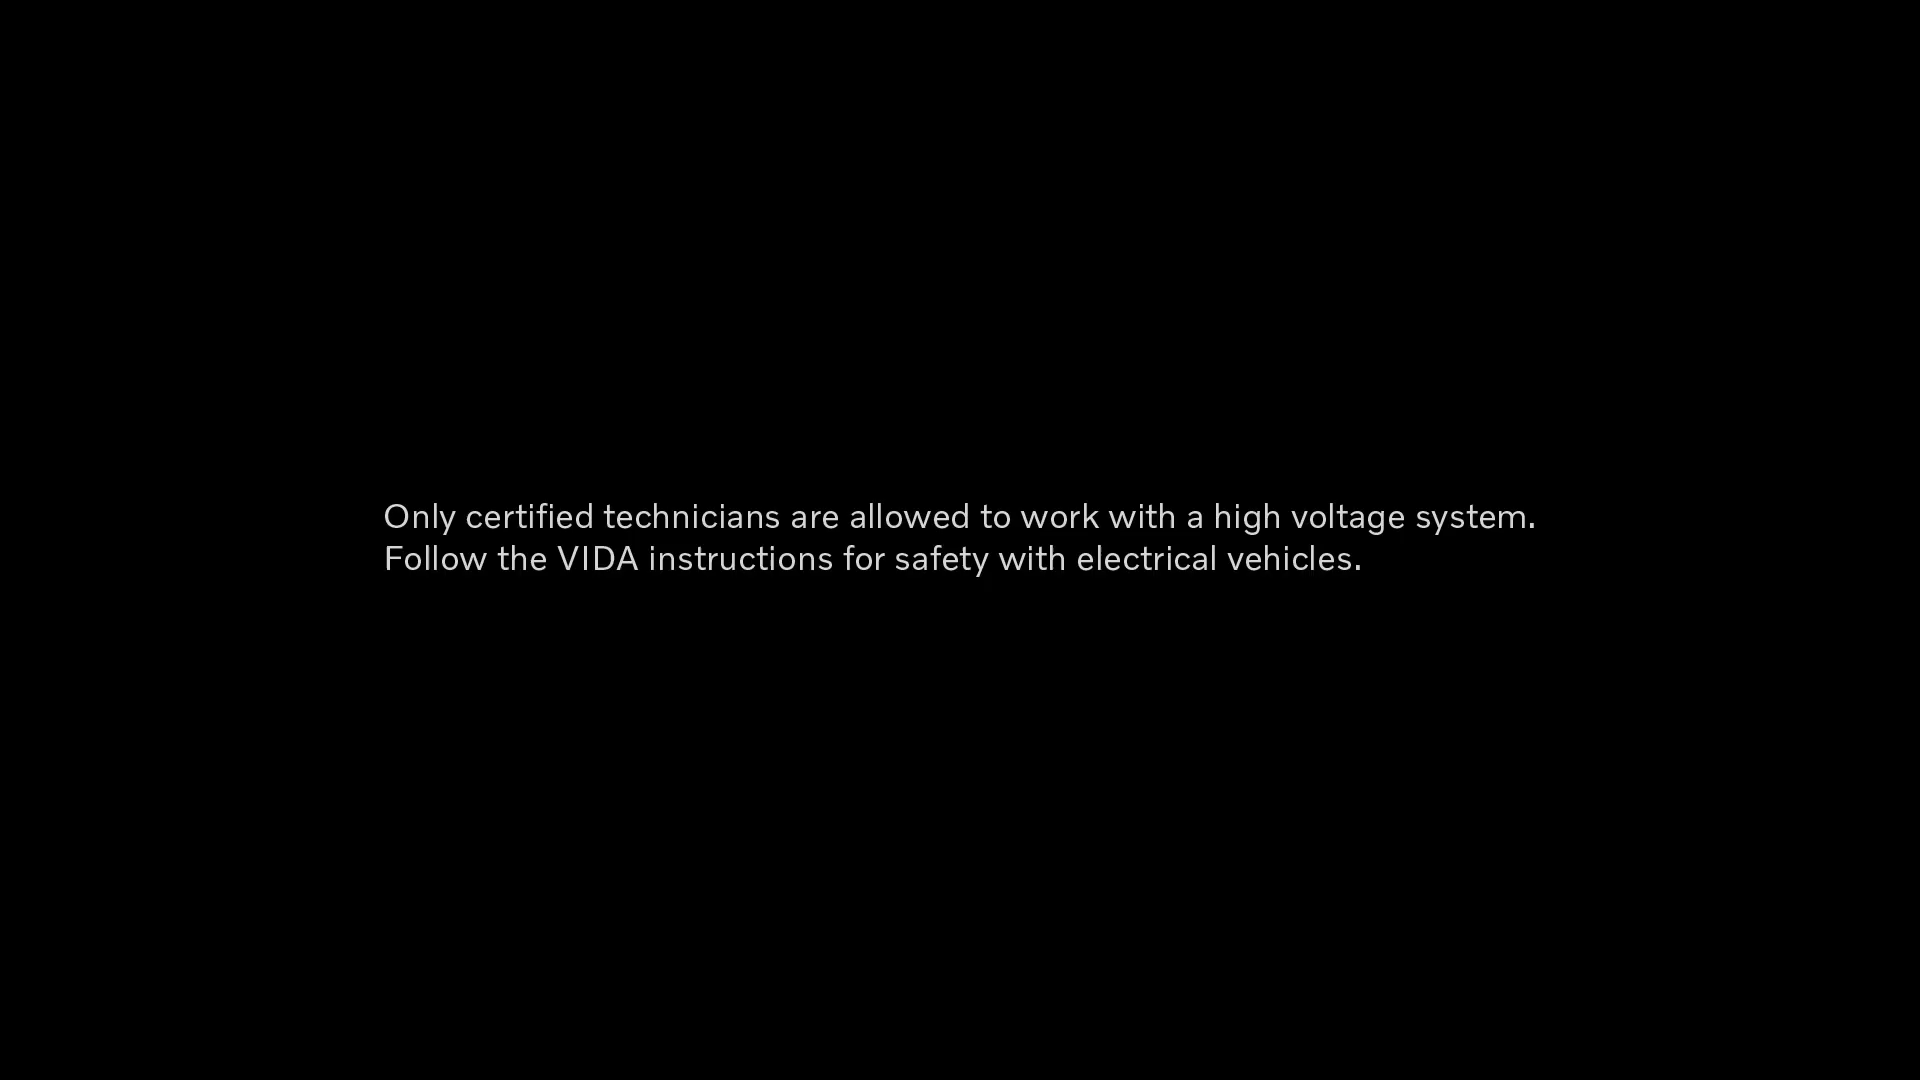 Only certified technicians are allowed to work with a high voltage system.
Follow the VIDA instructions for safety with electrical vehicles.